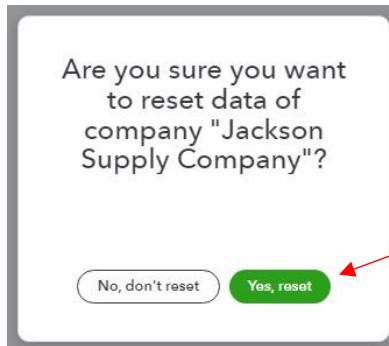 Are you sure you want
to reset data of
company "Jackson
Supply Company"?
No, don't reset Yes, reset